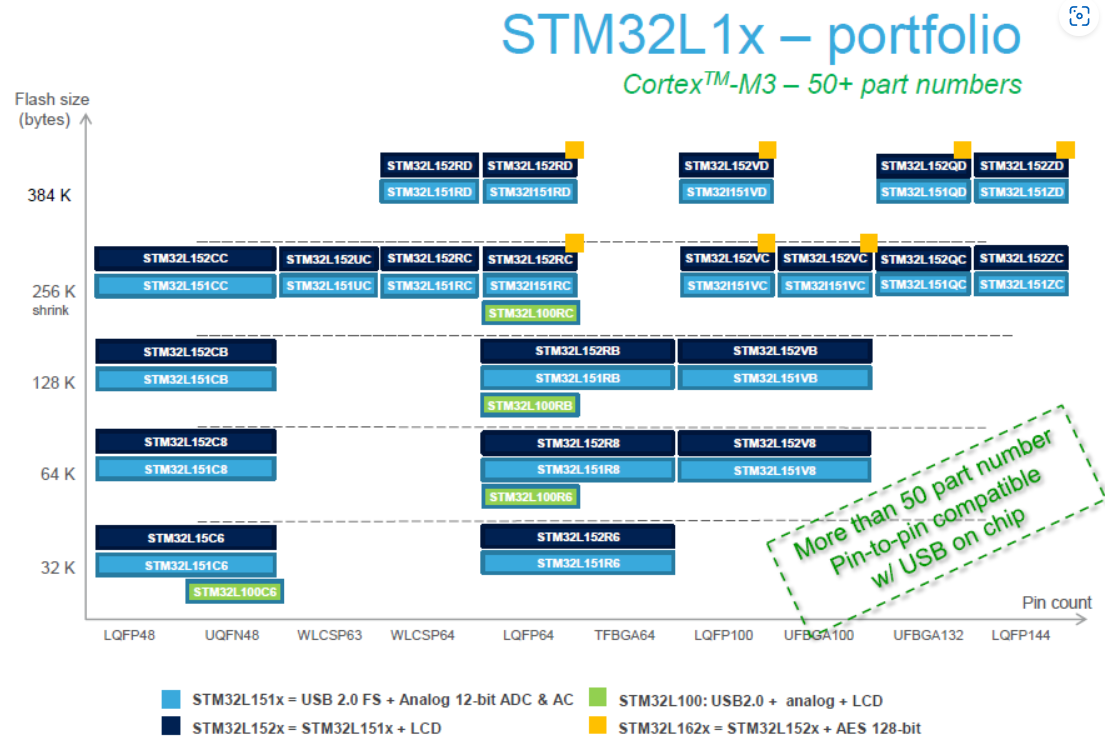 STM32L1x – portfolio
Cortex™-M3 – 50+ part numbers
Flash size
(bytes)
STM32L152RD STM32L152RD STM32L152VD STM32L152QD STM32L152ZD
384 K STM32L151RD STM32l151RD STM32l151VD STM32L151QD STM32L151ZD
STM32L152CC STM32L152UC STM32L152RC STM32L152RC STM32L152VC STM32L152VC STM32L152QC STM32L152ZC
256 K STM32L151CC STM32L151UC STM32L151RC STM32l151RC STM32l151VC STM32l151VC STM32L151QC STM32L151ZC
shrink STM32L100RC
STM32L152CB STM32L152RB STM32L152VB
128 K STM32L151CB STM32L151RB STM32L151VB
STM32L100RB
STM32L152C8 STM32L152R8 STM32L152V8
64 K STM32L151C8 STM32L151R8 STM32L151V8
STM32L100R6
STM32L15C6 STM32L152R6
32 K STM32L151C6 STM32L151R6
STM32L100C6
More than 50 part number
Pin-to-pin compatible
w/ USB on chip
Pin count
LQFP48 UQFN48 WLCSP63 WLCSP64 LQFP64 TFBGA64 LQFP100 UFBGA100 UFBGA132 LQFP144
STM32L151x = USB 2.0 FS + Analog 12-bit ADC & AC
STM32L100: USB2.0 + analog + LCD
STM32L152x = STM32L151x + LCD
STM32L162x = STM32L152x + AES 128-bit